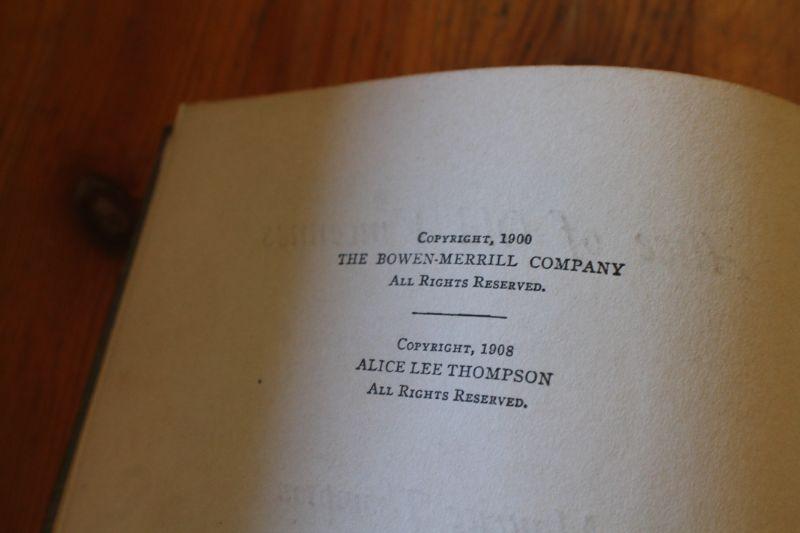 Copyright, 1900
THE BOWEN-MERRILL COMPANY
All Rights Reserved.
Copyright, 1908
ALICE LEE THOMPSON
All Rights Reserved.